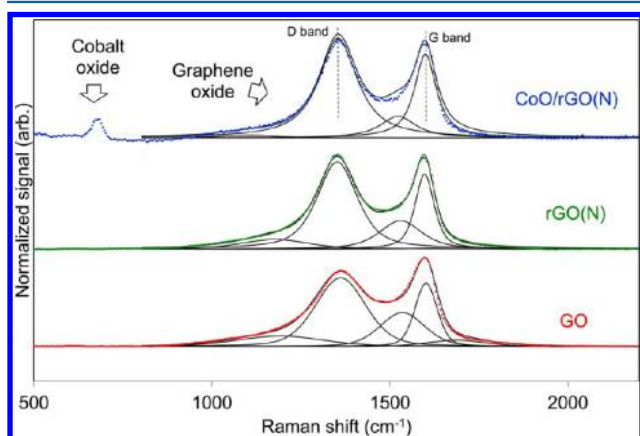 D band
G band
Cobalt
oxide
Graphene
oxide
CoO/rGO(N)
rGO(N)
GO
Normalized signal (arb.)
500
1000
1500
2000
Raman shift (cm⁻¹)